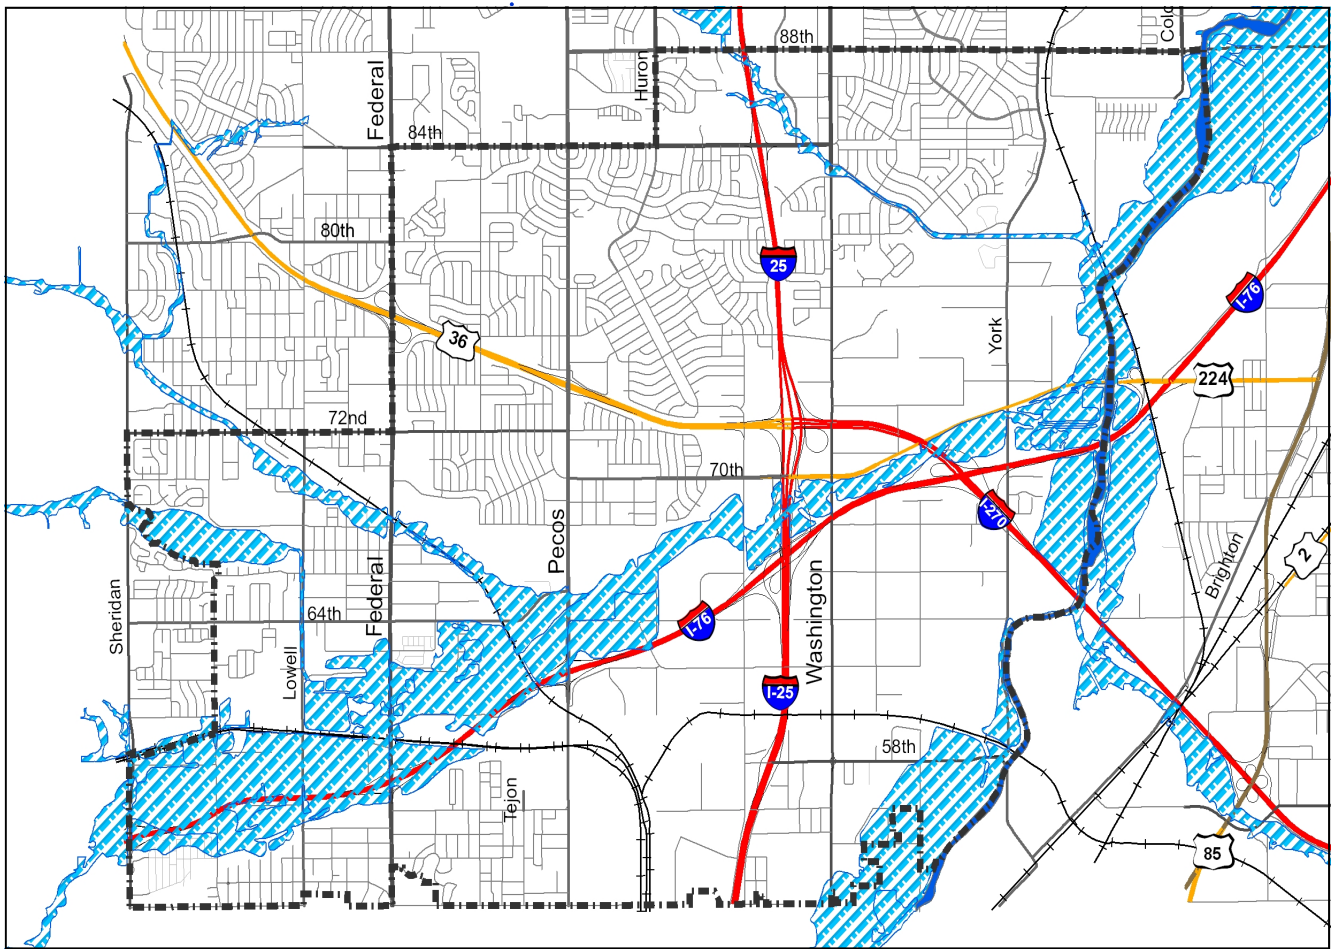 88th
Colo
Huron
Federal
84th
80th
25
I-76
36
York
224
72nd
70th
I-270
Pecos
2
Brighton
Sheridan
Federal
64th
I-76
Washington
Lowell
I-25
58th
Tejon
85